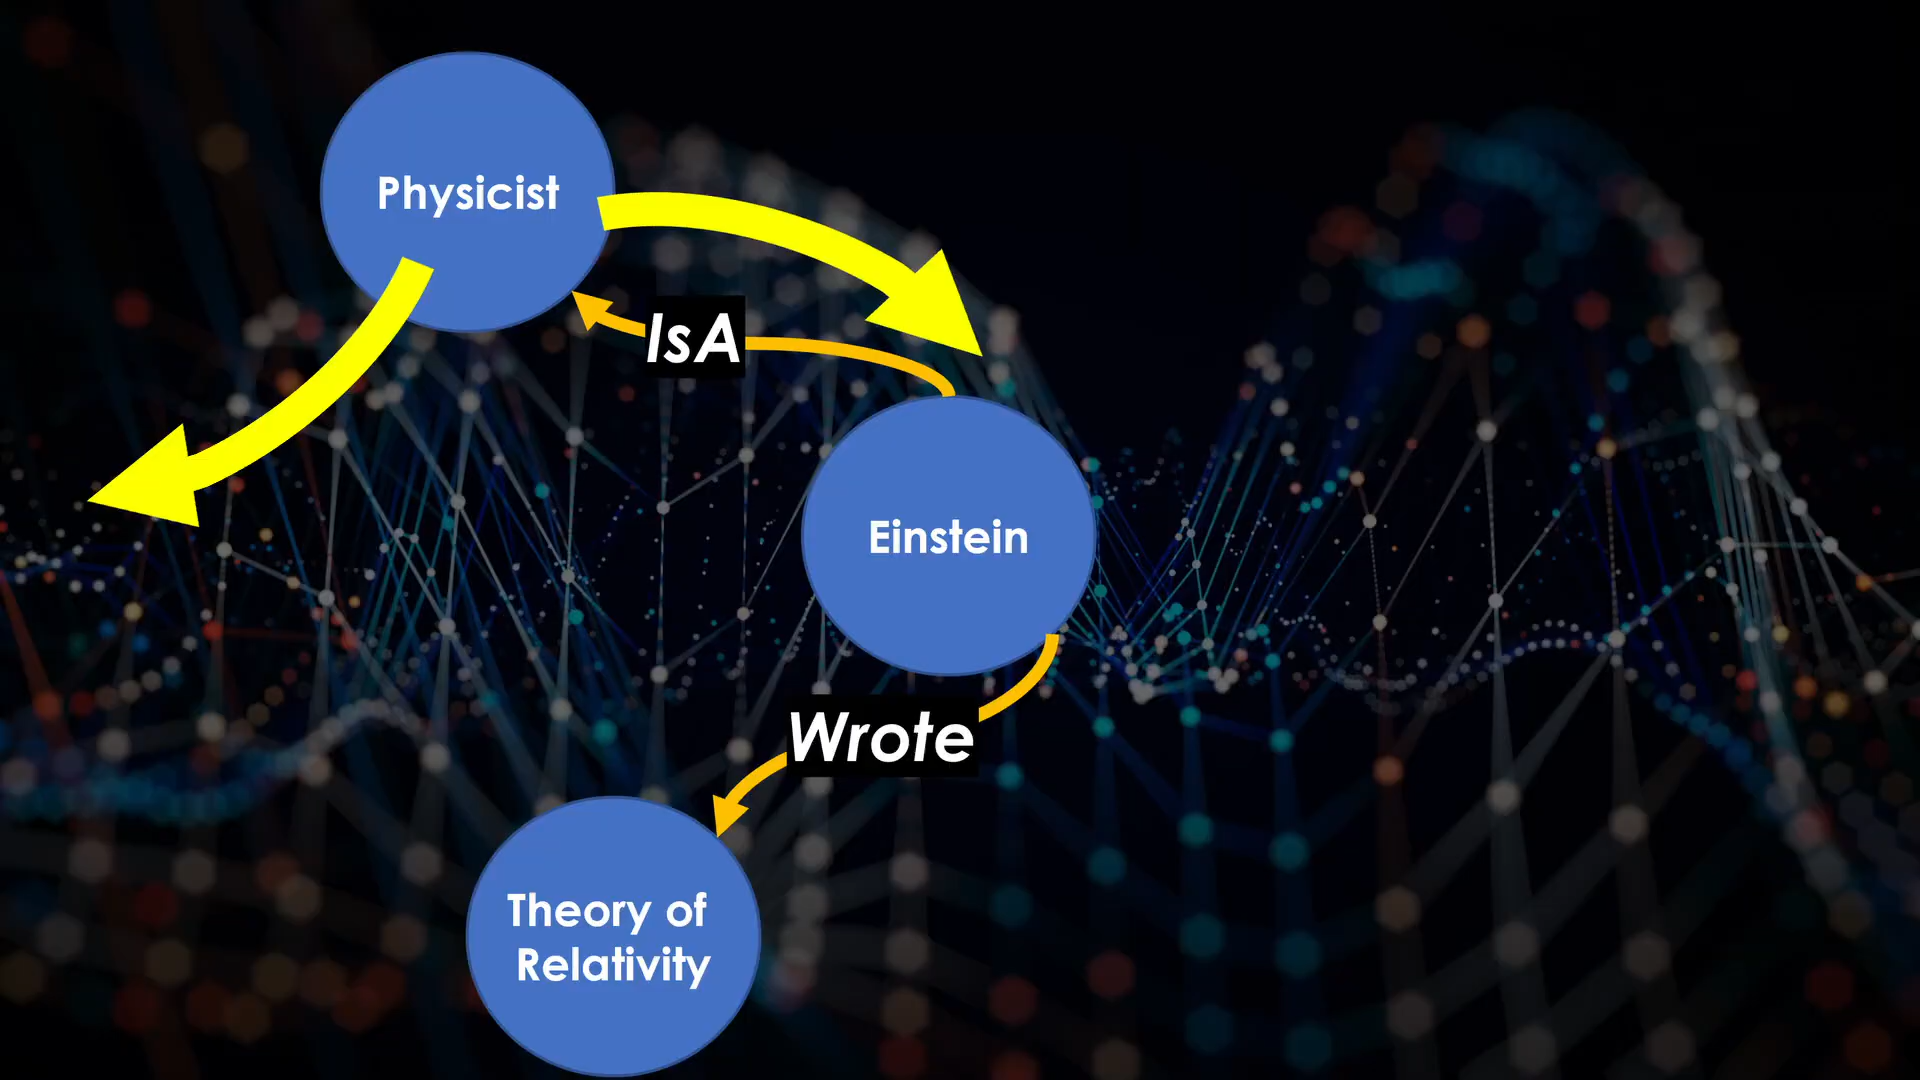 Physicist
IsA
Einstein
Wrote
Theory of
Relativity